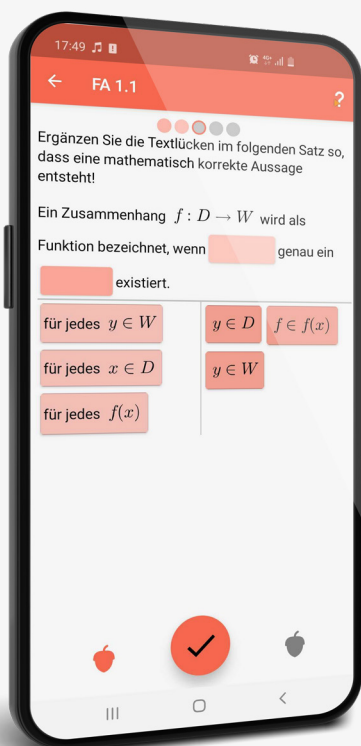 17:49
FA 1.1
?
Ergänzen Sie die Textlücken im folgenden Satz so,
dass eine mathematisch korrekte Aussage
entsteht!
Ein Zusammenhang f : D → W wird als
Funktion bezeichnet, wenn genau ein
existiert.
für jedes y ∈ W
y ∈ D
f ∈ f(x)
für jedes x ∈ D
y ∈ W
für jedes f(x)